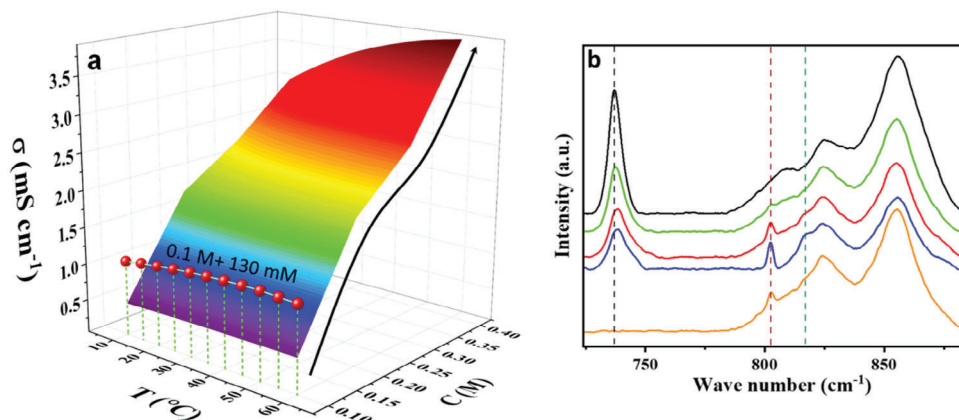 a
3.5
3.0
2.5
2.0
1.5
1.0
0.5
σ (mS cm⁻¹)
0.1 M+ 130 mM
10
20
30
40
50
60
T (°C)
0.10
0.15
0.20
0.25
0.30
0.35
0.40
C (M)
b
Intensity (a.u.)
750
800
850
Wave number (cm⁻¹)